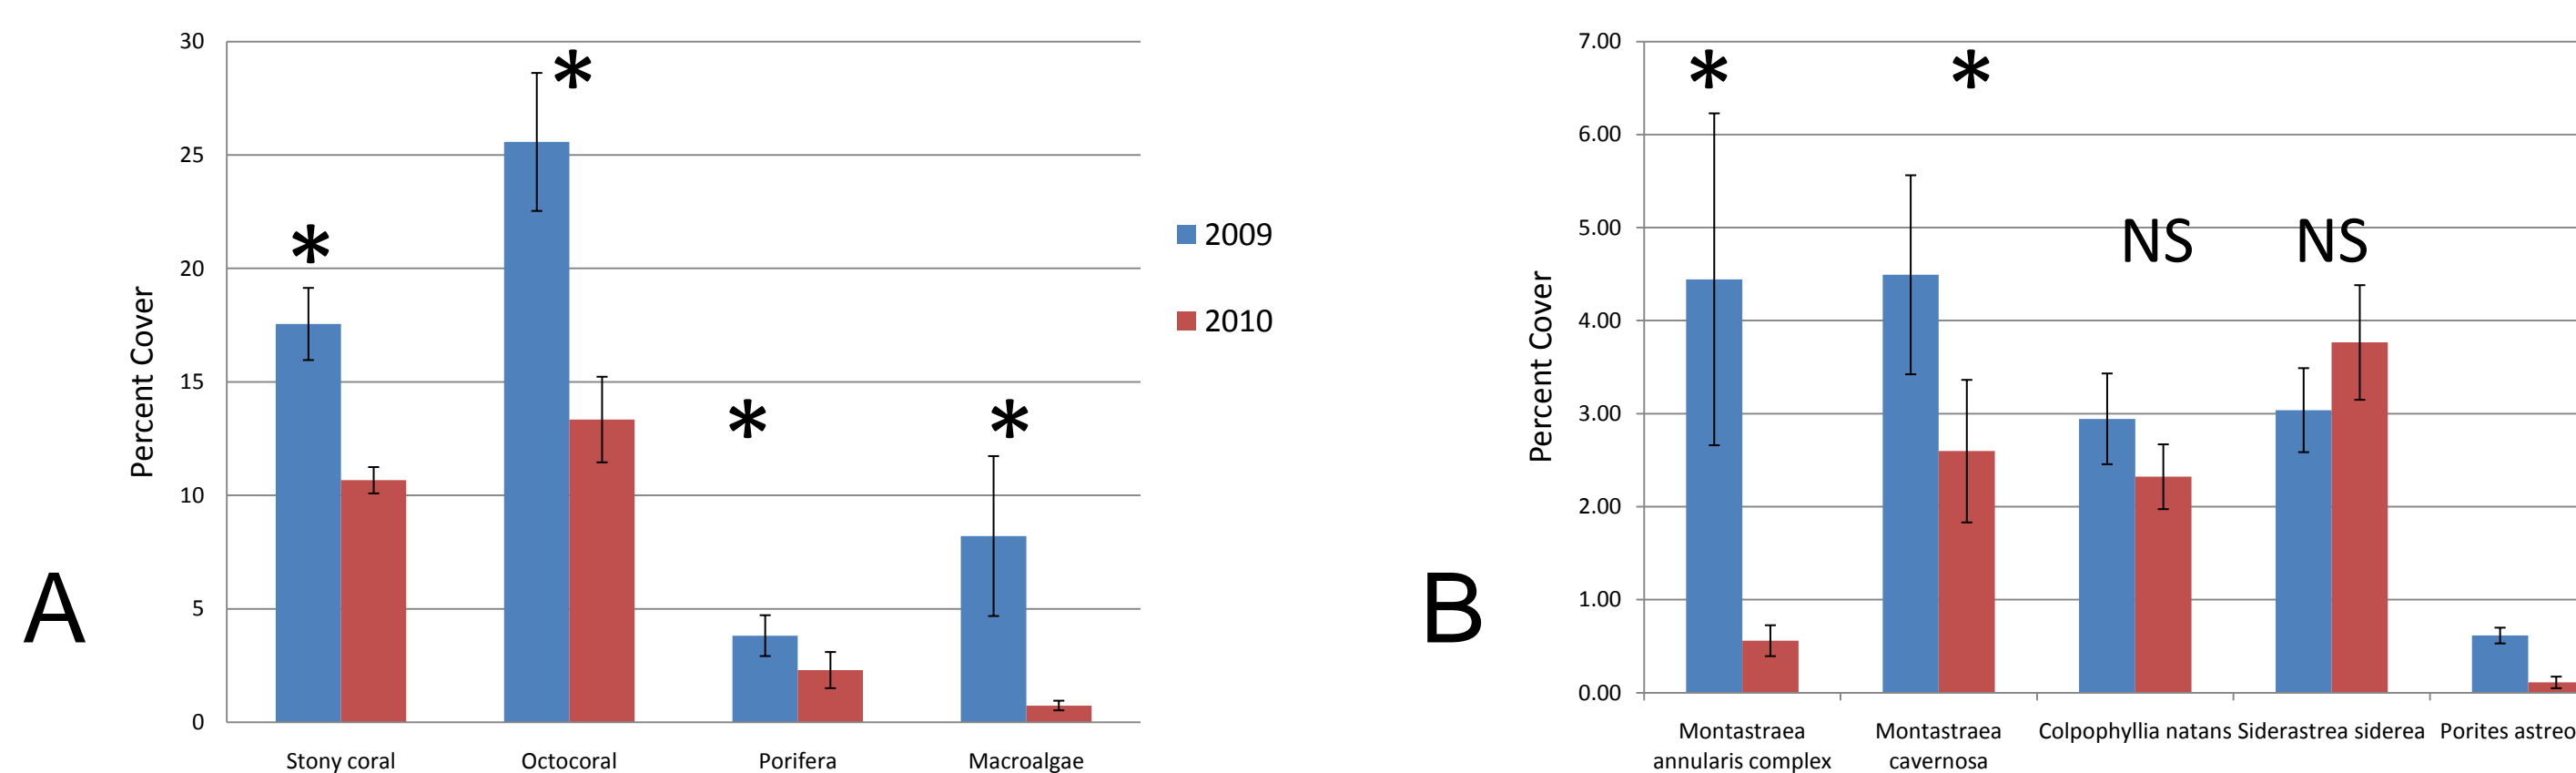 30
25
20
15
10
5
0
Percent Cover
*
*
*
*
Stony coral
Octocoral
Porifera
Macroalgae
2009
2010
A
7.00
6.00
5.00
4.00
3.00
2.00
1.00
0.00
Percent Cover
*
*
NS
NS
Montastraea
annularis complex
Montastraea
cavernosa
Colpophyllia natans
Siderastrea siderea
Porites astreo
B